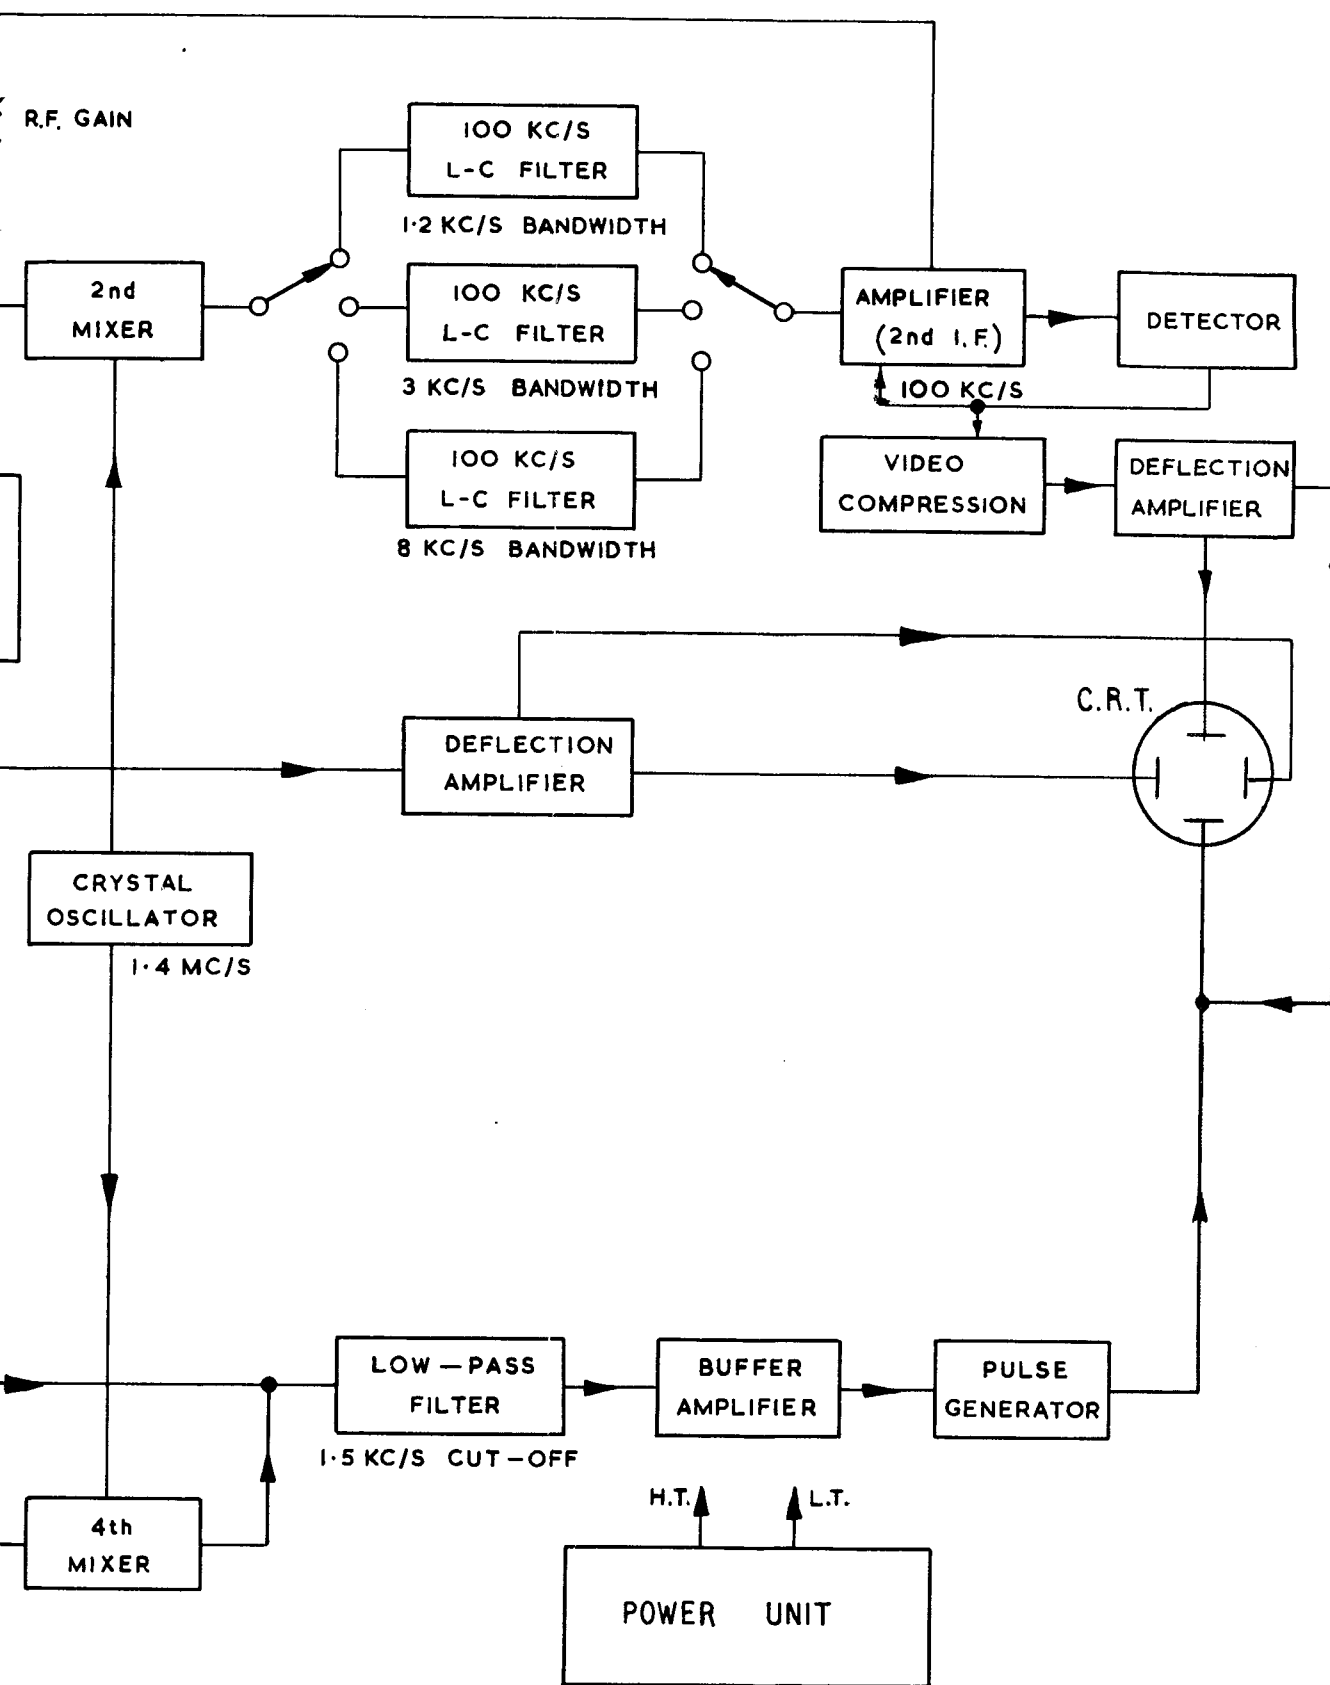 R.F. GAIN
100 KC/S
L-C FILTER
1·2 KC/S BANDWIDTH
2nd
MIXER
100 KC/S
L-C FILTER
3 KC/S BANDWIDTH
100 KC/S
L-C FILTER
8 KC/S BANDWIDTH
AMPLIFIER
(2nd I.F.)
100 KC/S
DETECTOR
VIDEO
COMPRESSION
DEFLECTION
AMPLIFIER
C.R.T.
DEFLECTION
AMPLIFIER
CRYSTAL
OSCILLATOR
1·4 MC/S
LOW-PASS
FILTER
1·5 KC/S CUT-OFF
BUFFER
AMPLIFIER
PULSE
GENERATOR
4th
MIXER
H.T.
L.T.
POWER UNIT